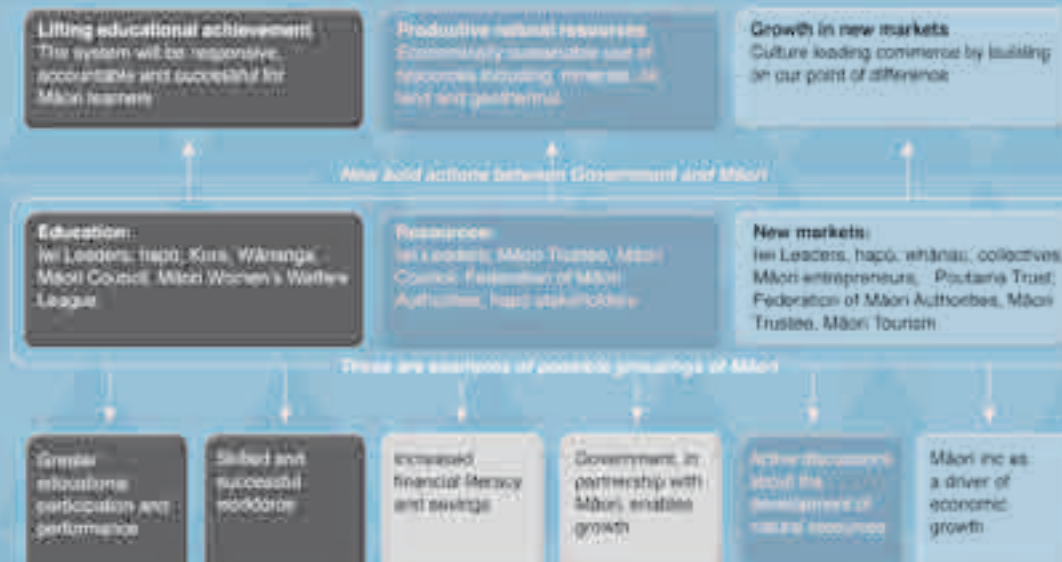 Lifting educational achievement
The system will be responsive,
accountable and successful for
Māori learners
Productive natural resources
Economically sustainable use of
resources including, minerals, oil,
land and geothermal.
Growth in new markets
Culture leading commerce by building
on our point of difference
New bold actions between Government and Māori
Education:
Iwi Leaders, hapū, Kura, Wānanga,
Māori Council, Māori Women's Welfare
League
Resources:
Iwi Leaders, Māori Trustee, Māori
Council, Federation of Māori
Authorities, hapū stakeholders
New markets:
Iwi Leaders, hapū, whānau, collectives
Māori entrepreneurs, Poutama Trust,
Federation of Māori Authorities, Māori
Trustee, Māori Tourism
These are examples of possible groupings of Māori
Greater
educational
participation and
performance
Skilled and
successful
workforce
Increased
financial literacy
and savings
Government, in
partnership with
Māori, enables
growth
Active discussions
about the
development of
natural resources
Māori inc as
a driver of
economic
growth